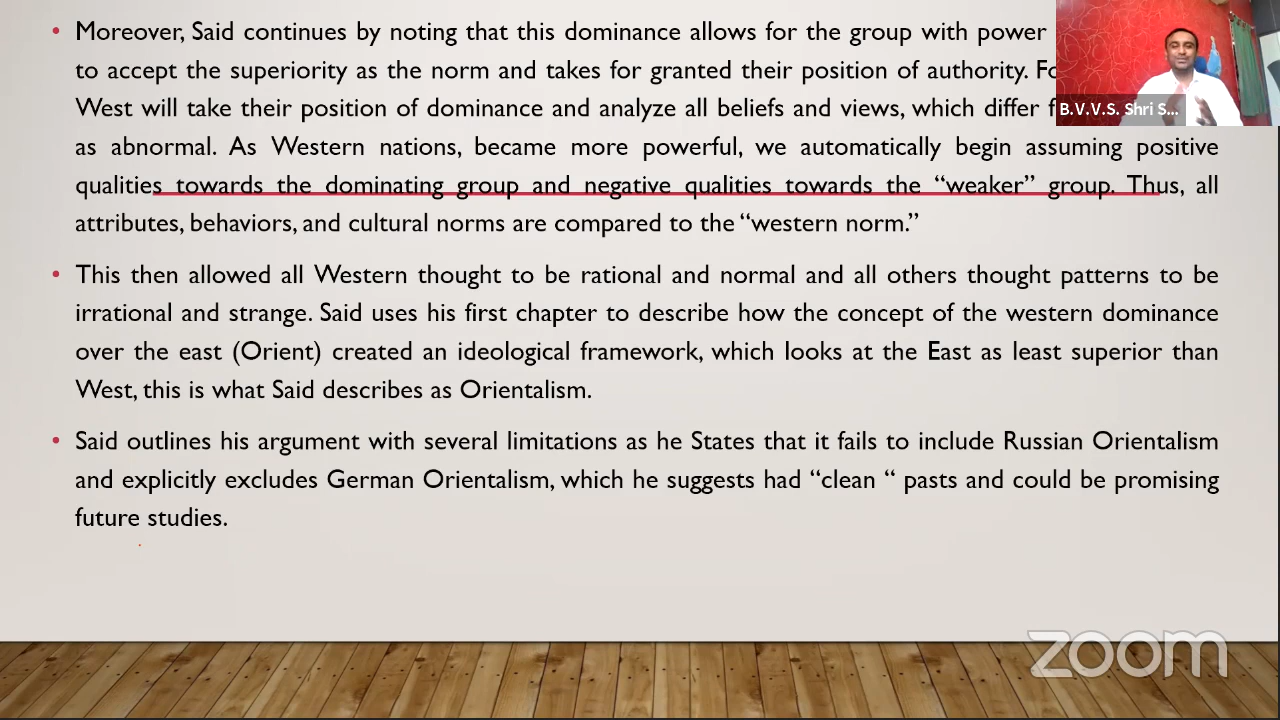 • Moreover, Said continues by noting that this dominance allows for the group with power
to accept the superiority as the norm and takes for granted their position of authority.
West will take their position of dominance and analyze all beliefs and views, which differ
as abnormal. As Western nations, became more powerful, we automatically begin assuming positive
qualities towards the dominating group and negative qualities towards the “weaker” group. Thus, all
attributes, behaviors, and cultural norms are compared to the “western norm.”
• This then allowed all Western thought to be rational and normal and all others thought patterns to be
irrational and strange. Said uses his first chapter to describe how the concept of the western dominance
over the east (Orient) created an ideological framework, which looks at the East as least superior than
West, this is what Said describes as Orientalism.
• Said outlines his argument with several limitations as he States that it fails to include Russian Orientalism
and explicitly excludes German Orientalism, which he suggests had “clean “ pasts and could be promising
future studies.
B.V.V.S. Shri S...
zoom